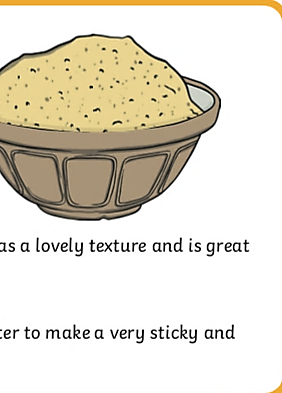 as a lovely texture and is great
ter to make a very sticky and